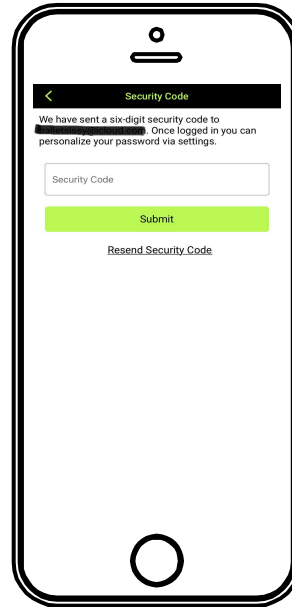 Security Code
We have sent a six-digit security code to
. Once logged in you can
personalize your password via settings.
Security Code
Submit
Resend Security Code